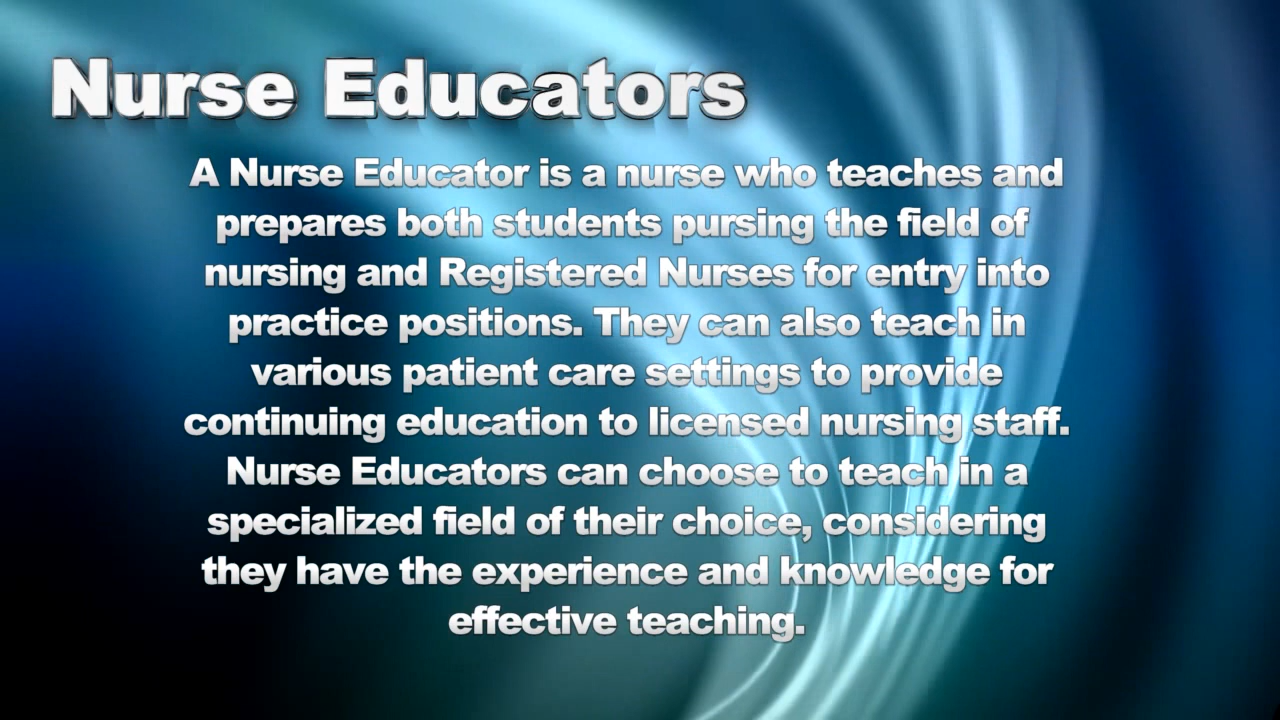 Nurse Educators
A Nurse Educator is a nurse who teaches and
prepares both students pursing the field of
nursing and Registered Nurses for entry into
practice positions. They can also teach in
various patient care settings to provide
continuing education to licensed nursing staff.
Nurse Educators can choose to teach in a
specialized field of their choice, considering
they have the experience and knowledge for
effective teaching.